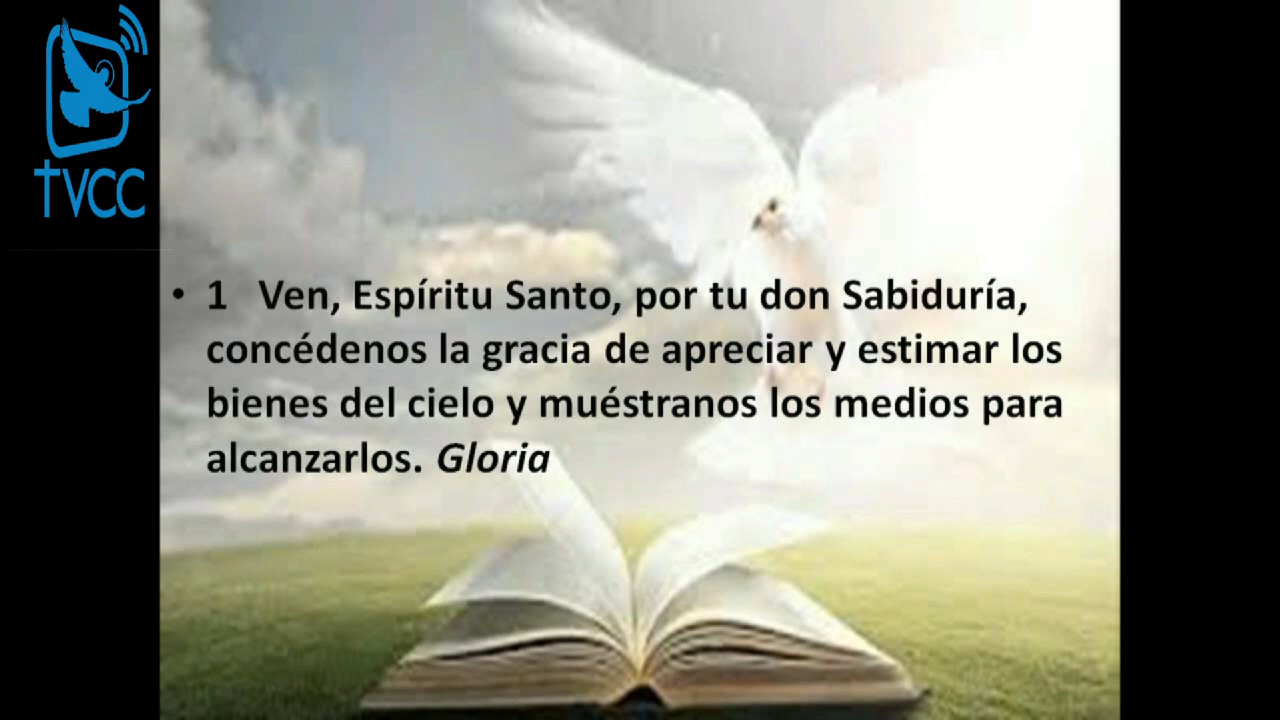 TVCC
• 1 Ven, Espíritu Santo, por tu don Sabiduría,
concédenos la gracia de apreciar y estimar los
bienes del cielo y muéstranos los medios para
alcanzarlos. Gloria